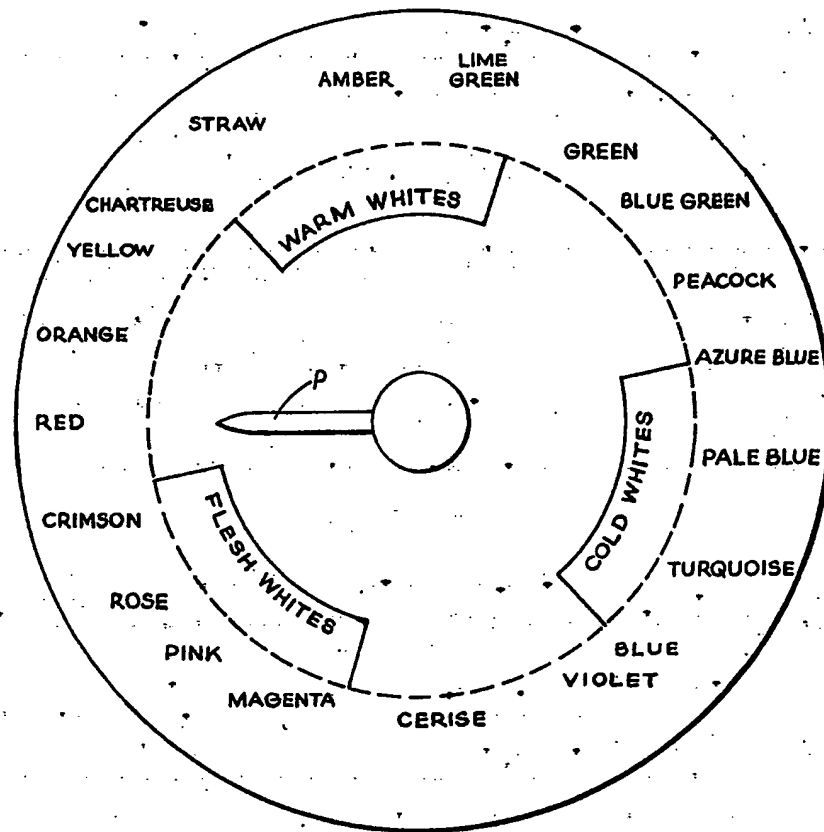 LIME
GREEN
AMBER
STRAW
GREEN
CHARTREUSE
BLUE GREEN
YELLOW
WARM WHITES
PEACOCK
ORANGE
AZURE BLUE
P
RED
PALE BLUE
COLD WHITES
CRIMSON
FLESH WHITES
TURQUOISE
ROSE
PINK
BLUE
VIOLET
MAGENTA
CERISE